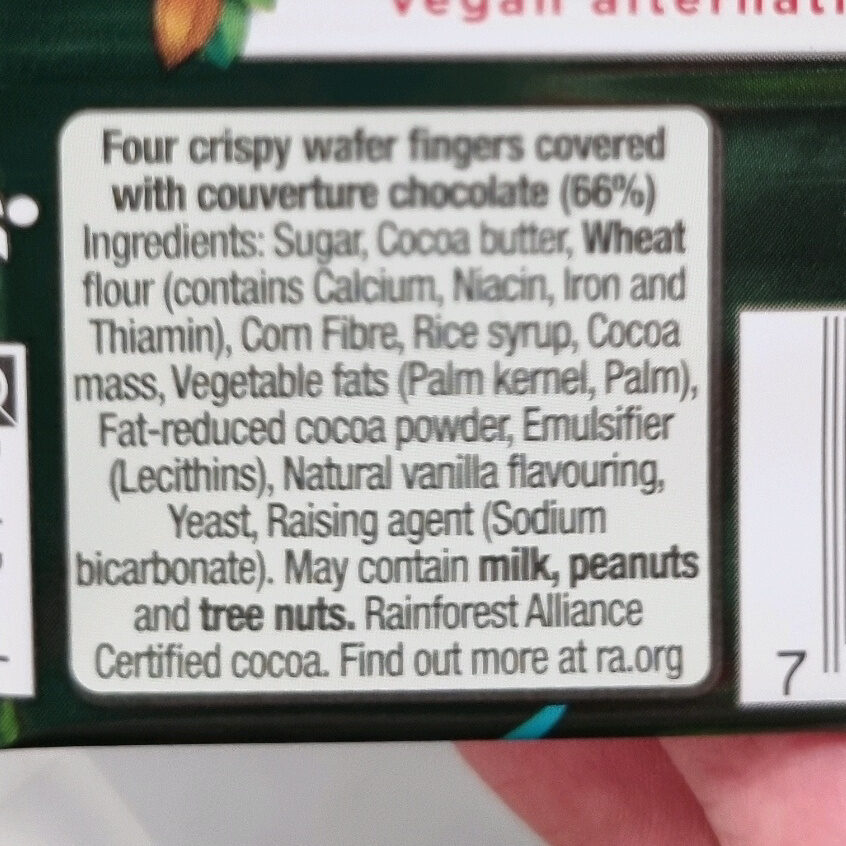 vegan alternati
Four crispy wafer fingers covered
with couverture chocolate (66%)
Ingredients: Sugar, Cocoa butter, Wheat
flour (contains Calcium, Niacin, Iron and
Thiamin), Corn Fibre, Rice syrup, Cocoa
mass, Vegetable fats (Palm kernel, Palm),
Fat-reduced cocoa powder, Emulsifier
(Lecithins), Natural vanilla flavouring,
Yeast, Raising agent (Sodium
bicarbonate). May contain milk, peanuts
and tree nuts. Rainforest Alliance
Certified cocoa. Find out more at ra.org
7